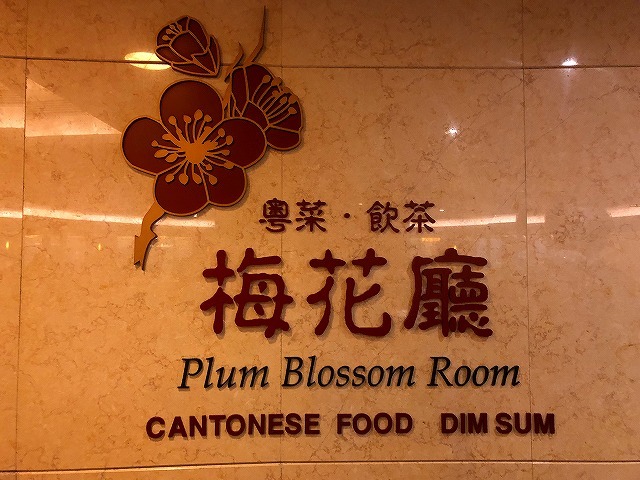 粵菜·飲茶
梅花廳
Plum Blossom Room
CANTONESE FOOD DIM SUM